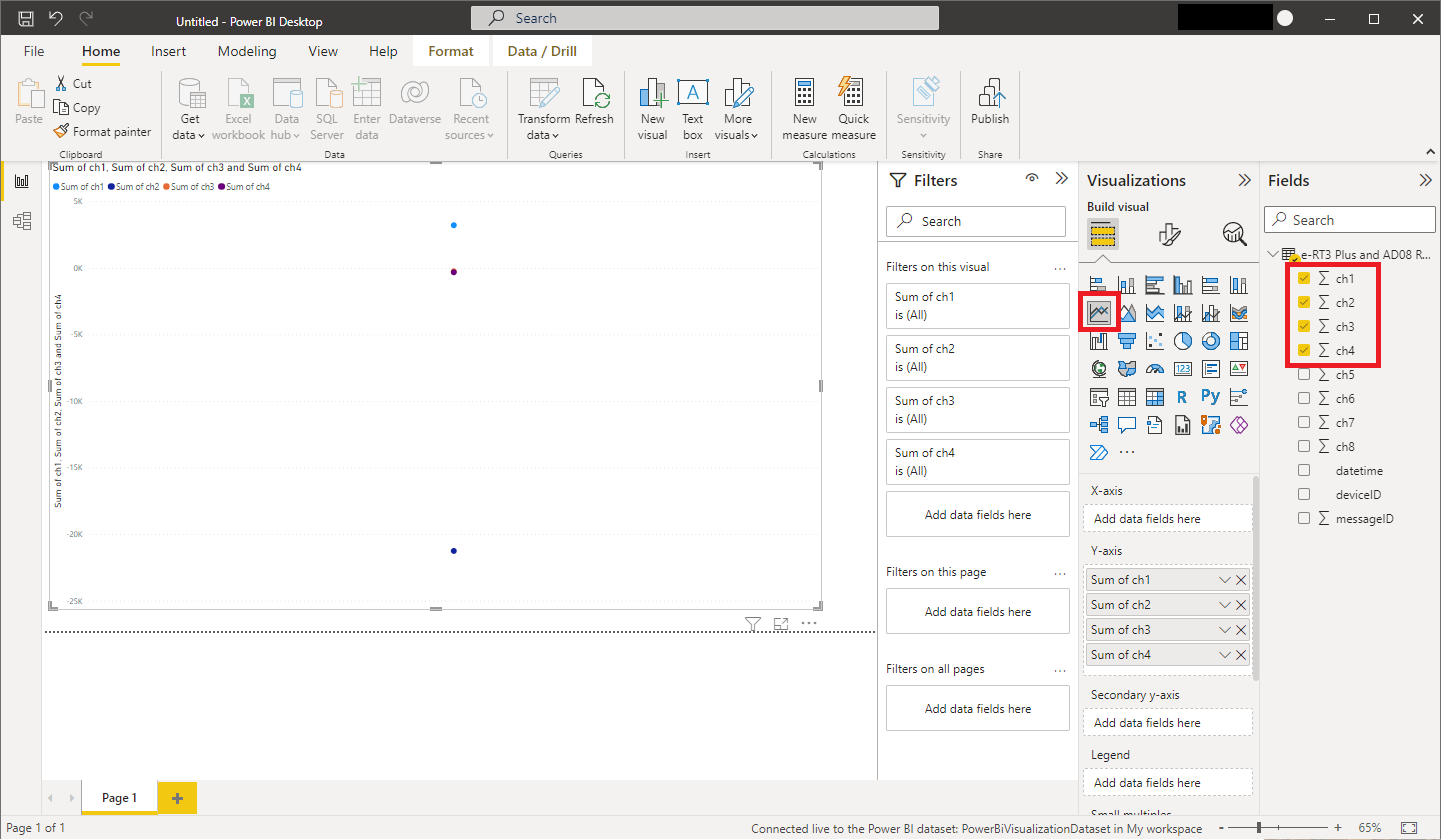 Untitled - Power BI Desktop
Search
File Home Insert Modeling View Help Format Data / Drill
Paste
Cut
Copy
Format painter
Clipboard
Get data
Excel workbook
Data hub
SQL Server
Enter data
Dataverse
Recent sources
Data
Transform data
Refresh
Queries
New visual
Text box
More visuals
Insert
New measure
Quick measure
Calculations
Sensitivity
Sensitivity
Publish
Share
Sum of ch1, Sum of ch2, Sum of ch3 and Sum of ch4
Sum of ch1 Sum of ch2 Sum of ch3 Sum of ch4
Sum of ch1, Sum of ch2, Sum of ch3 and Sum of ch4
5K
0K
-5K
-10K
-15K
-20K
-25K
Filters
Search
Filters on this visual
Sum of ch1
is (All)
Sum of ch2
is (All)
Sum of ch3
is (All)
Sum of ch4
is (All)
Add data fields here
Filters on this page
Add data fields here
Filters on all pages
Add data fields here
Visualizations
Build visual
123
R
Py
X-axis
Add data fields here
Y-axis
Sum of ch1
Sum of ch2
Sum of ch3
Sum of ch4
Secondary y-axis
Add data fields here
Legend
Add data fields here
Small multiples
Fields
Search
e-RT3 Plus and AD08 R...
ch1
ch2
ch3
ch4
ch5
ch6
ch7
ch8
datetime
deviceID
messageID
Page 1
Page 1 of 1
Connected live to the Power BI dataset: PowerBiVisualizationDataset in My workspace
- + 65%